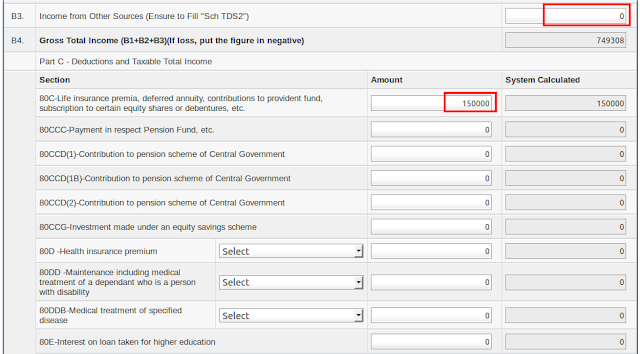 B3. Income from Other Sources (Ensure to Fill "Sch TDS2") 0
B4. Gross Total Income (B1+B2+B3)(If loss, put the figure in negative) 749308
Part C - Deductions and Taxable Total Income
Section Amount System Calculated
80C-Life insurance premia, deferred annuity, contributions to provident fund,
subscription to certain equity shares or debentures, etc. 150000 150000
80CCC-Payment in respect Pension Fund, etc. 0 0
80CCD(1)-Contribution to pension scheme of Central Government 0 0
80CCD(1B)-Contribution to pension scheme of Central Government 0 0
80CCD(2)-Contribution to pension scheme of Central Government 0 0
80CCG-Investment made under an equity savings scheme 0 0
80D -Health insurance premium Select 0 0
80DD -Maintenance including medical
treatment of a dependant who is a person
with disability Select 0 0
80DDB-Medical treatment of specified
disease Select 0 0
80E-Interest on loan taken for higher education 0 0